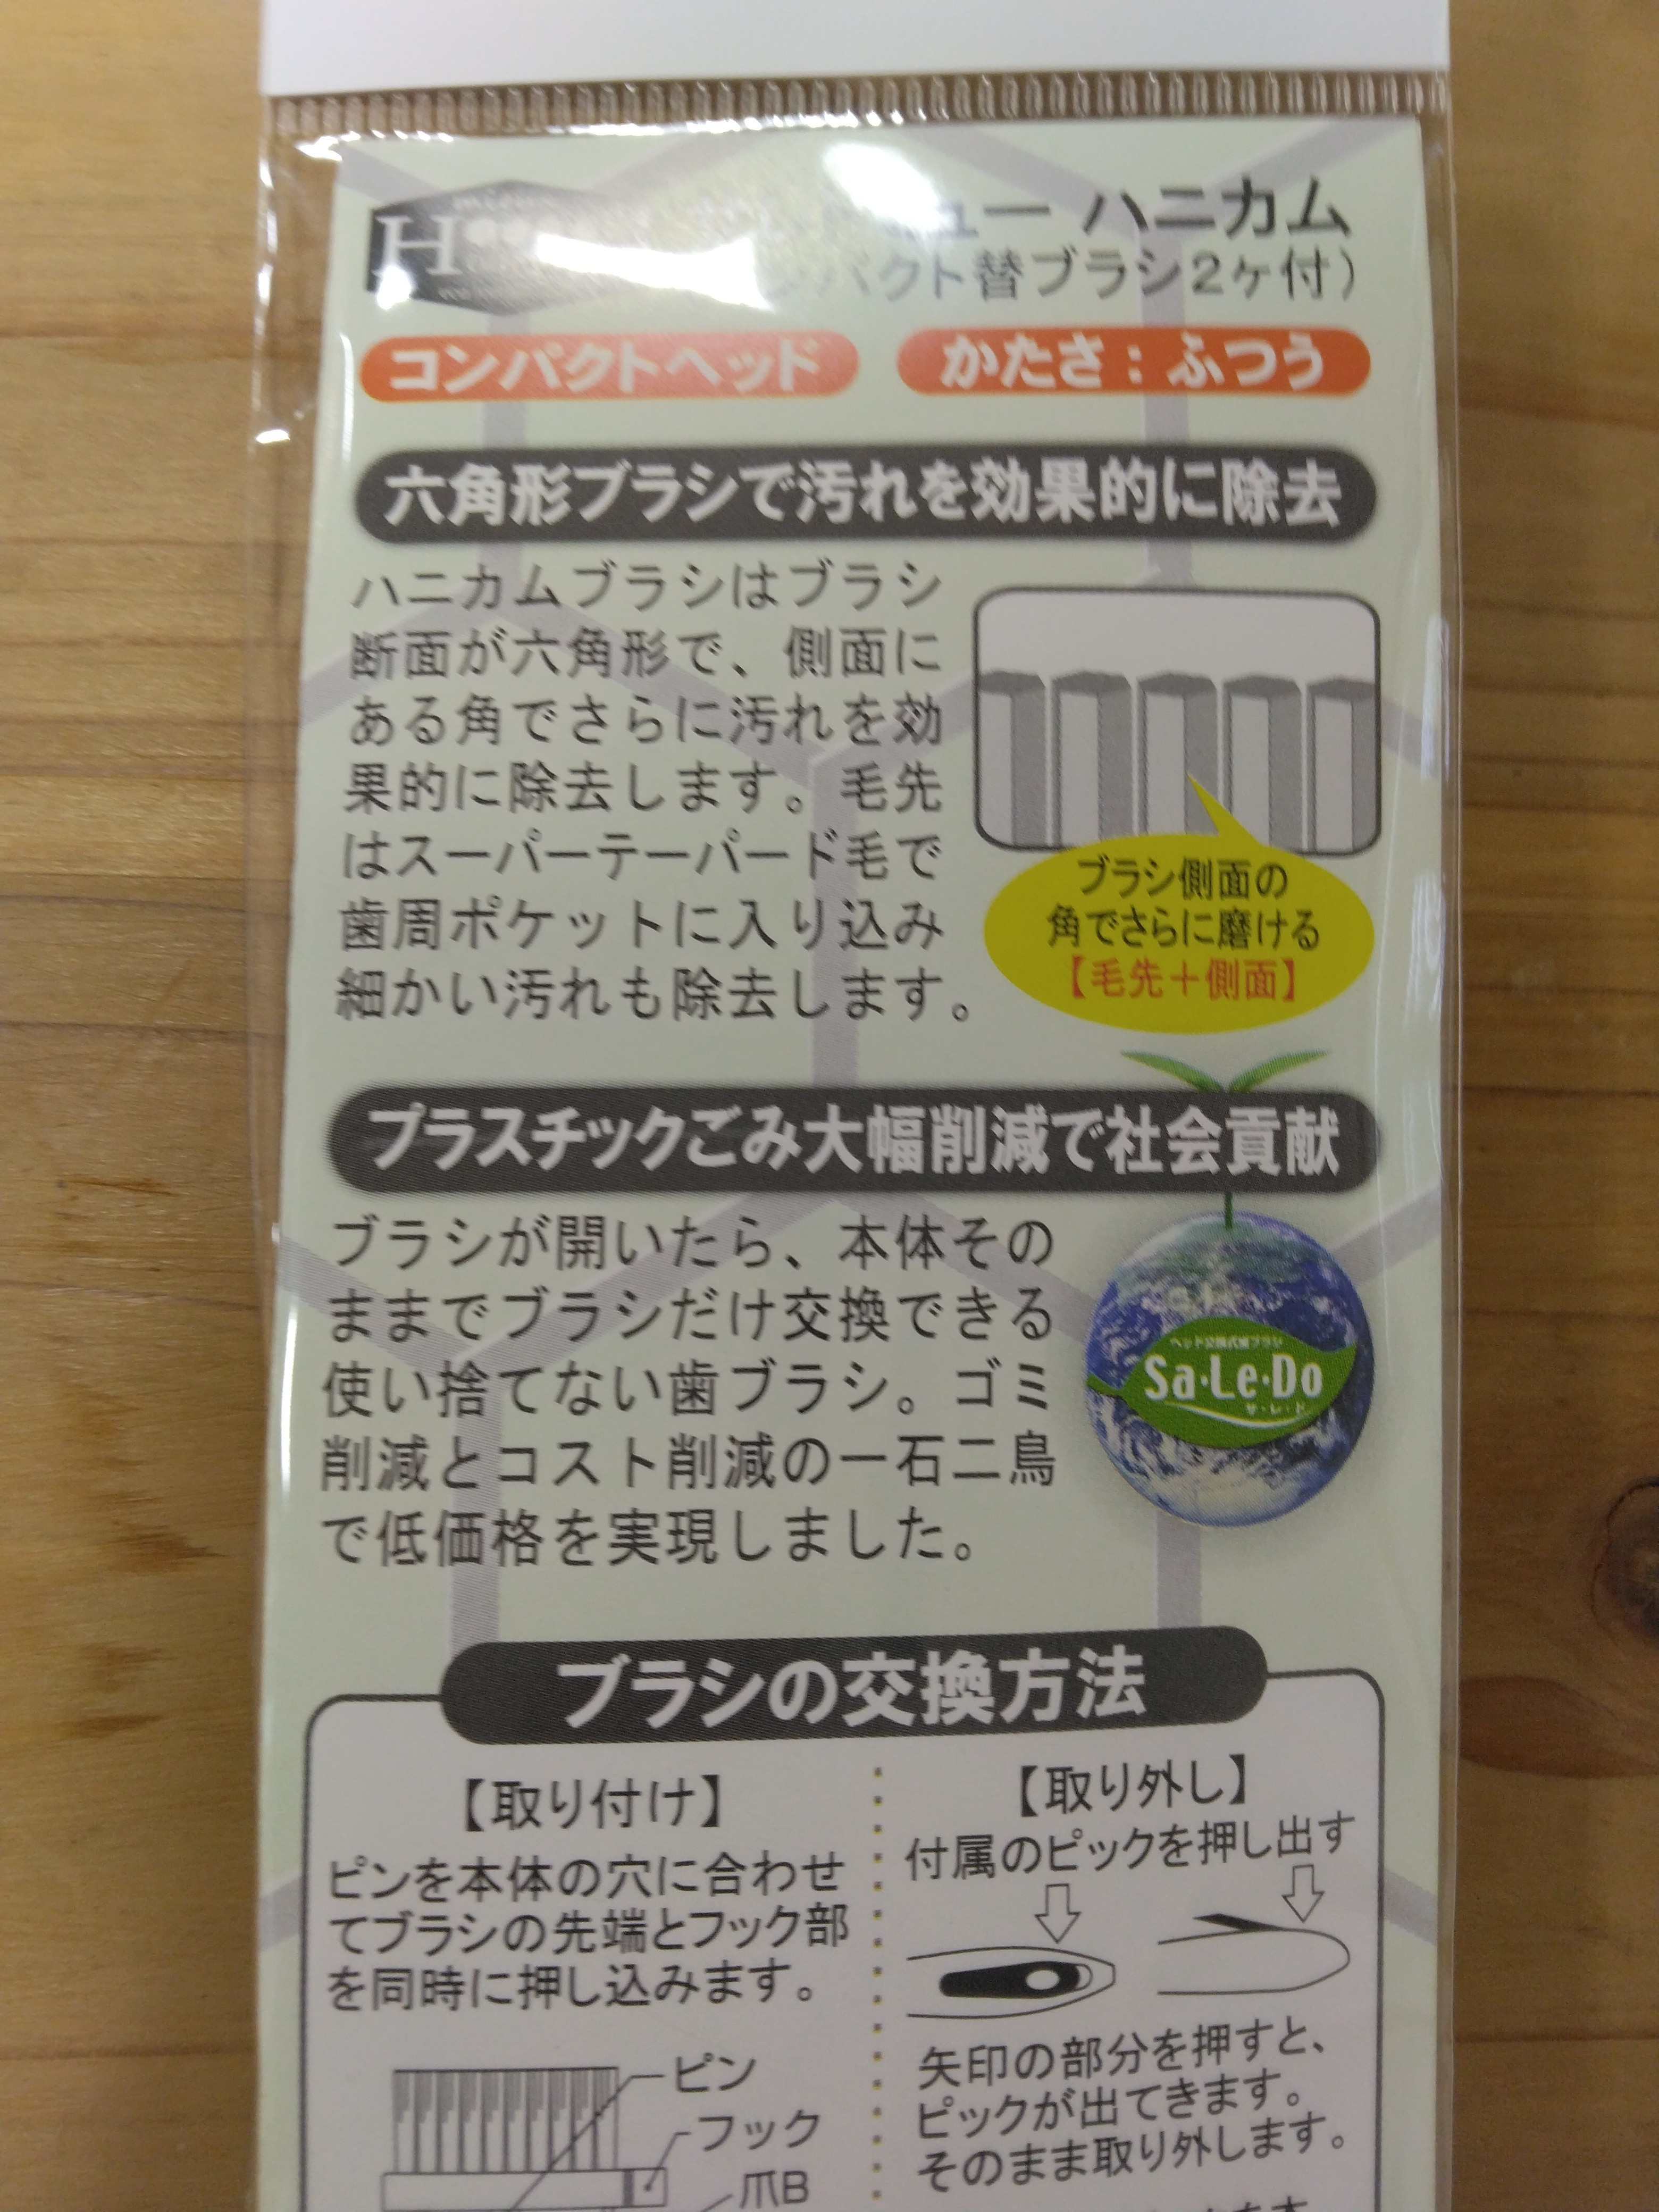 ハニカム
パクト替ブラシ2ヶ付）
コンパクトヘッド
かたさ：ふつう
六角形ブラシで汚れを効果的に除去
ハニカムブラシはブラシ
断面が六角形で、側面に
ある角でさらに汚れを効
果的に除去します。毛先
はスーパーテーパード毛で
歯周ポケットに入り込み
細かい汚れも除去します。
ブラシ側面の
角でさらに磨ける
【毛先＋側面】
プラスチックごみ大幅削減で社会貢献
ブラシが開いたら、本体その
ままでブラシだけ交換できる
使い捨てない歯ブラシ。ゴミ
削減とコスト削減の一石二鳥
で低価格を実現しました。
ヘッド交換式歯ブラシ
Sa·Le·Do
サ・レ・ド
ブラシの交換方法
【取り付け】
ピンを本体の穴に合わせ
てブラシの先端とフック部
を同時に押し込みます。
ピン
フック
爪B
【取り外し】
付属のピックを押し出す
矢印の部分を押すと、
ピックが出てきます。
そのまま取り外します。